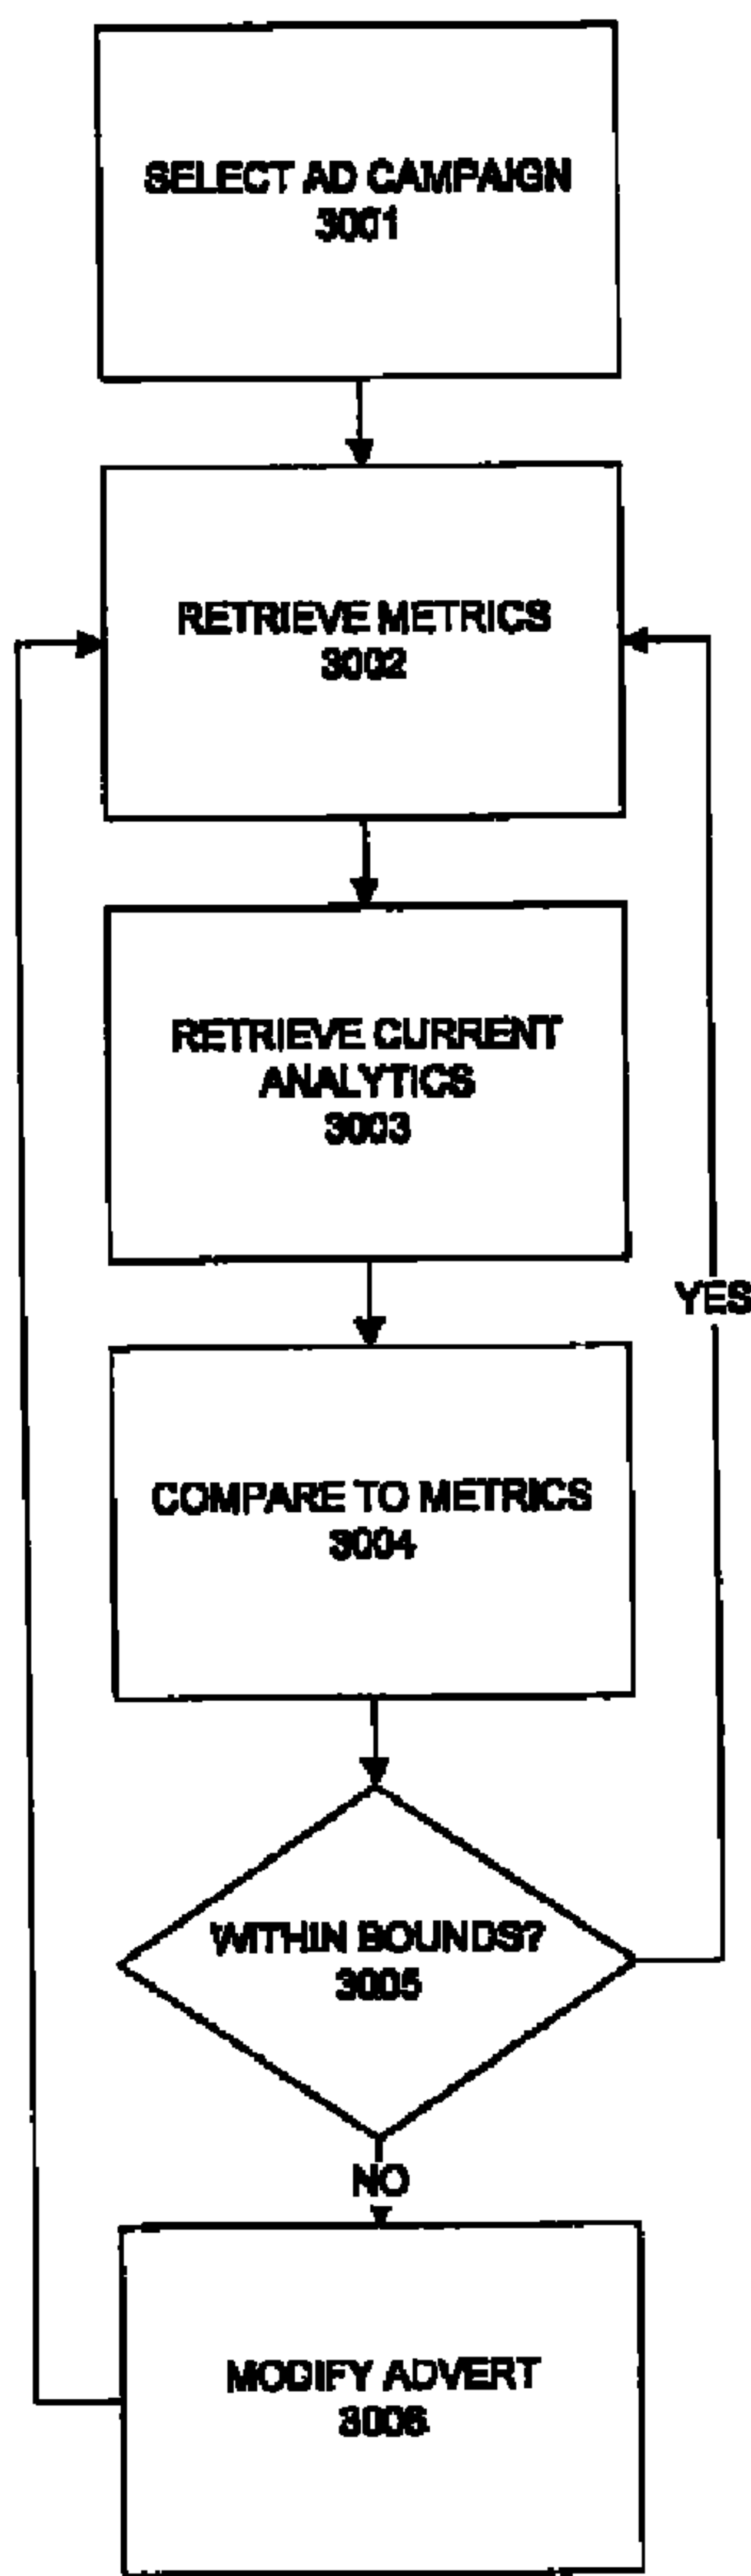 SELECT AD CAMPAIGN
3001
RETRIEVE METRICS
3002
RETRIEVE CURRENT
ANALYTICS
3003
YES
COMPARE TO METRICS
3004
WITHIN BOUNDS?
3005
NO
MODIFY ADVERT
3006